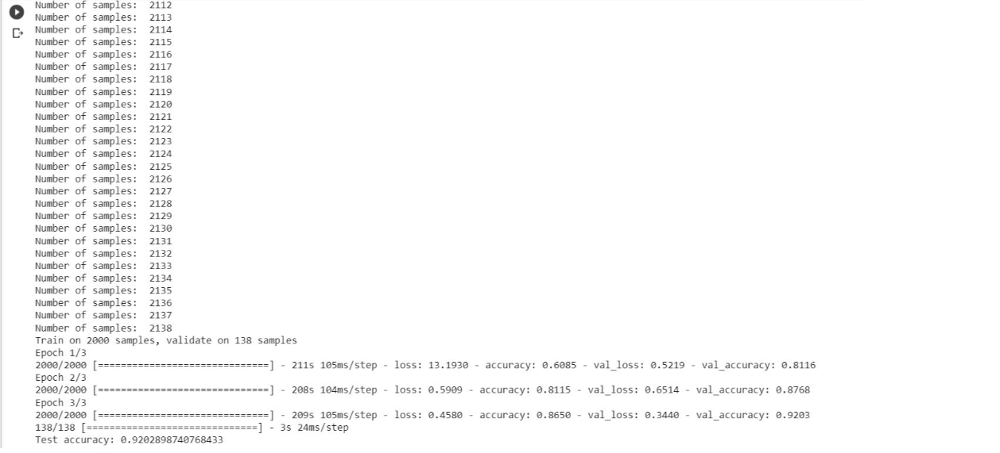 Number of samples:  2112
Number of samples:  2113
Number of samples:  2114
Number of samples:  2115
Number of samples:  2116
Number of samples:  2117
Number of samples:  2118
Number of samples:  2119
Number of samples:  2120
Number of samples:  2121
Number of samples:  2122
Number of samples:  2123
Number of samples:  2124
Number of samples:  2125
Number of samples:  2126
Number of samples:  2127
Number of samples:  2128
Number of samples:  2129
Number of samples:  2130
Number of samples:  2131
Number of samples:  2132
Number of samples:  2133
Number of samples:  2134
Number of samples:  2135
Number of samples:  2136
Number of samples:  2137
Number of samples:  2138
Train on 2000 samples, validate on 138 samples
Epoch 1/3
2000/2000 [==============================] - 211s 105ms/step - loss: 13.1930 - accuracy: 0.6085 - val_loss: 0.5219 - val_accuracy: 0.8116
Epoch 2/3
2000/2000 [==============================] - 208s 104ms/step - loss: 0.5909 - accuracy: 0.8115 - val_loss: 0.6514 - val_accuracy: 0.8768
Epoch 3/3
2000/2000 [==============================] - 209s 105ms/step - loss: 0.4580 - accuracy: 0.8650 - val_loss: 0.3440 - val_accuracy: 0.9203
138/138 [==============================] - 3s 24ms/step
Test accuracy: 0.9202898740768433